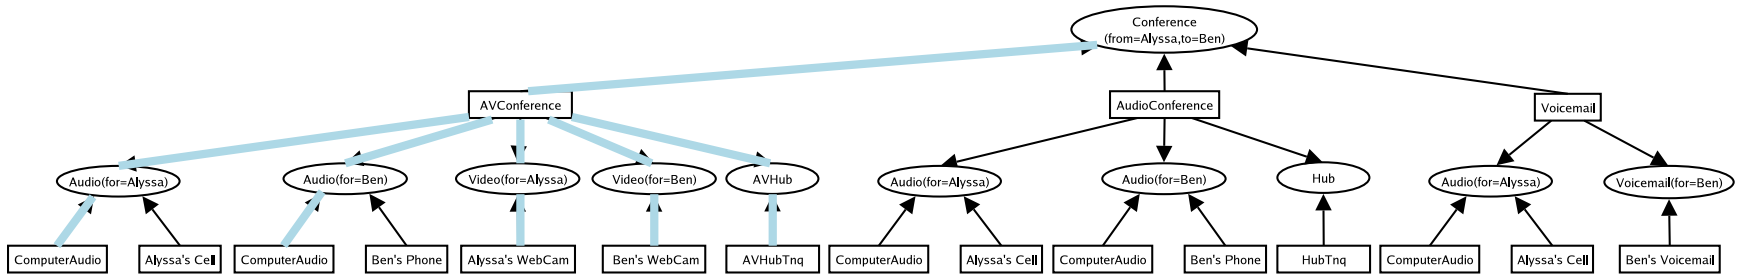 Conference
(from=Alyssa,to=Ben)
AVConference
AudioConference
Voicemail
Audio(for=Alyssa)
Audio(for=Ben)
Video(for=Alyssa)
Video(for=Ben)
AVHub
Audio(for=Alyssa)
Audio(for=Ben)
Hub
Audio(for=Alyssa)
Voicemail(for=Ben)
ComputerAudio
Alyssa's Cell
ComputerAudio
Ben's Phone
Alyssa's WebCam
Ben's WebCam
AVHubTnq
ComputerAudio
Alyssa's Cell
ComputerAudio
Ben's Phone
HubTnq
ComputerAudio
Alyssa's Cell
Ben's Voicemail